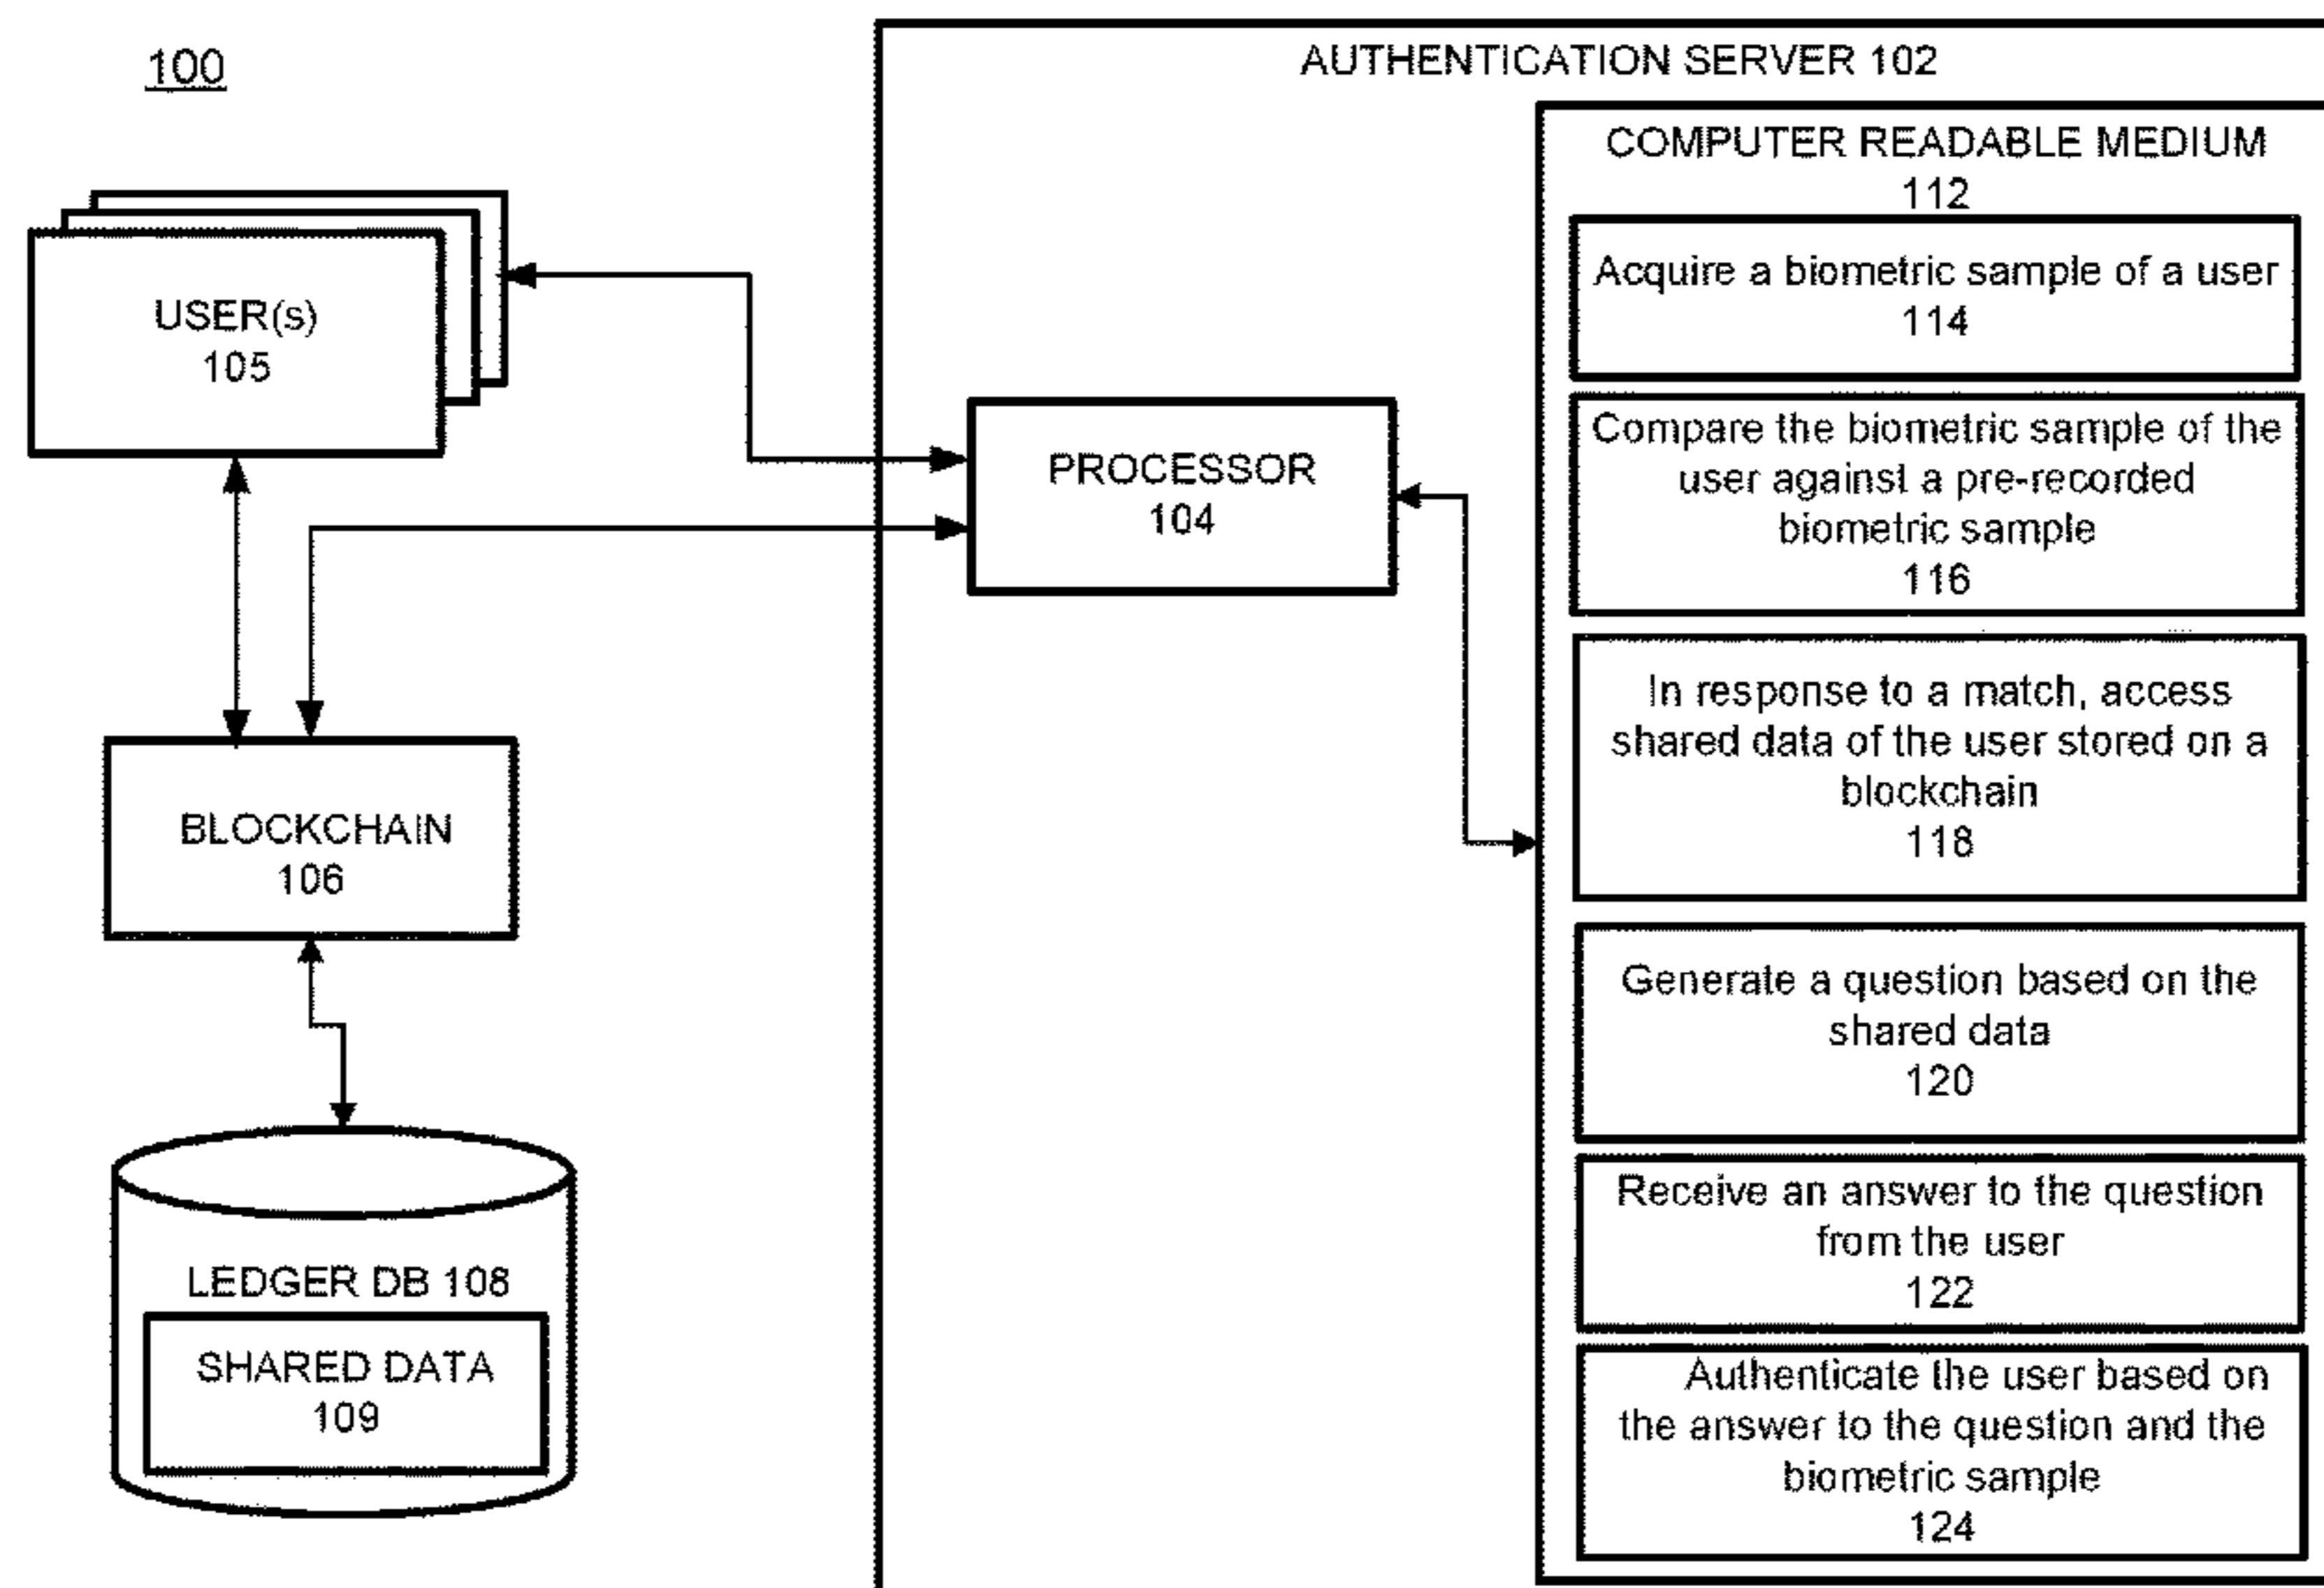 100
AUTHENTICATION SERVER 102
USER(s)
105
PROCESSOR
104
BLOCKCHAIN
106
LEDGER DB 108
SHARED DATA
109
COMPUTER READABLE MEDIUM
112
Acquire a biometric sample of a user
114
Compare the biometric sample of the
user against a pre-recorded
biometric sample
116
In response to a match, access
shared data of the user stored on a
blockchain
118
Generate a question based on the
shared data
120
Receive an answer to the question
from the user
122
Authenticate the user based on
the answer to the question and the
biometric sample
124